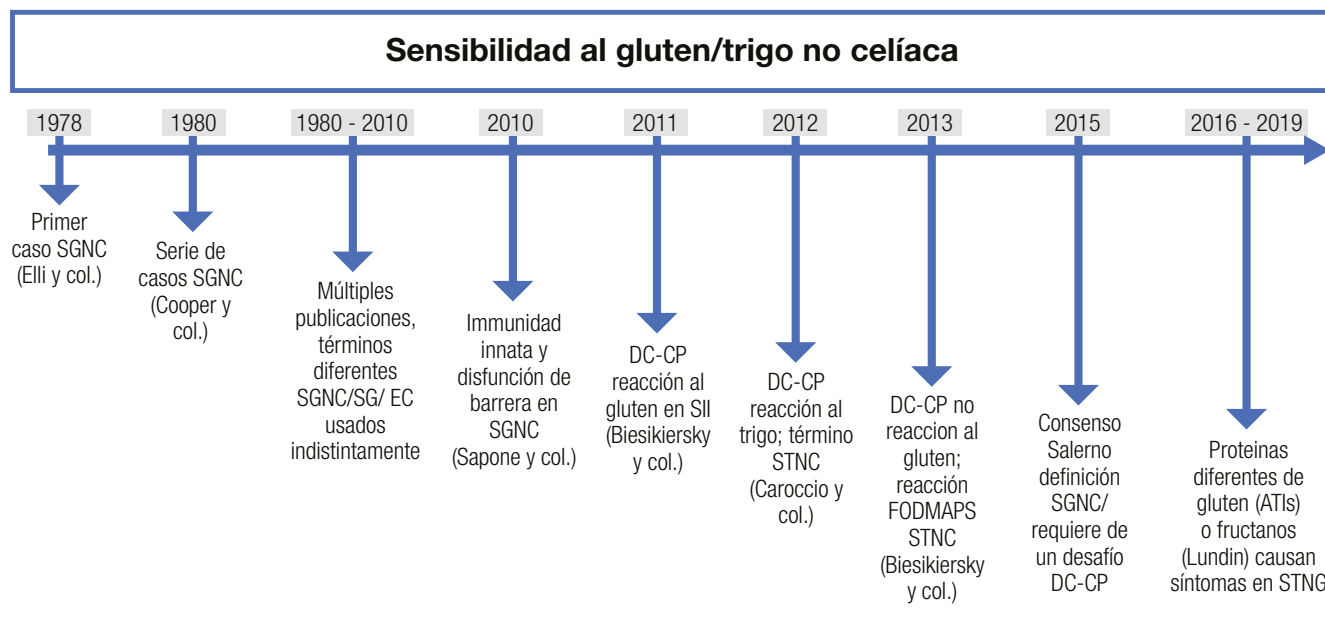 Sensibilidad al gluten/trigo no celíaca
1978
Primer
caso SGNC
(Elli y col.)
1980
Serie de
casos SGNC
(Cooper y
col.)
1980 - 2010
Múltiples
publicaciones,
términos
diferentes
SGNC/SG/ EC
usados
indistintamente
2010
Immunidad
innata y
disfunción de
barrera en
SGNC
(Sapone y col.)
2011
DC-CP
reacción al
gluten en SII
(Biesikiersky
y col.)
2012
DC-CP
reacción al
trigo; término
STNC
(Caroccio y
col.)
2013
DC-CP no
reaccion al
gluten;
reacción
FODMAPS
STNC
(Biesikiersky
y col.)
2015
Consenso
Salerno
definición
SGNC/
requiere de
un desafío
DC-CP
2016 - 2019
Proteinas
diferentes de
gluten (ATIs)
o fructanos
(Lundin) causan
síntomas en STNG